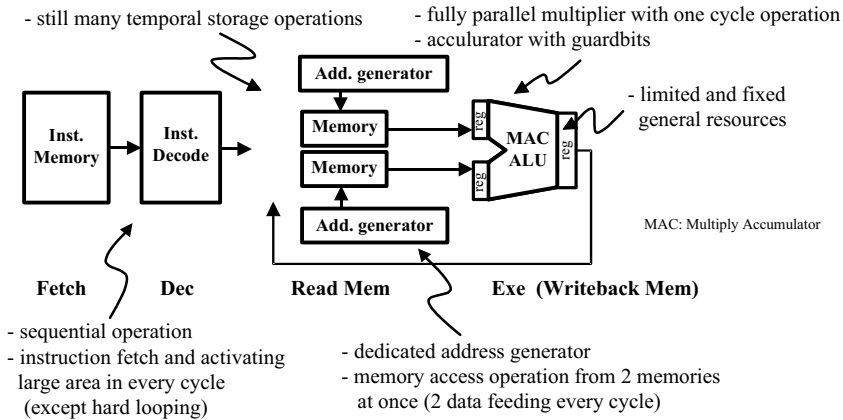 - still many temporal storage operations
- fully parallel multiplier with one cycle operation
- acculurator with guardbits
Add. generator
- limited and fixed
general resources
Inst.
Memory
Inst.
Decode
Memory
Memory
reg
reg
MAC
ALU
reg
Add. generator
MAC: Multiply Accumulator
Fetch
Dec
Read Mem
Exe (Writeback Mem)
- sequential operation
- instruction fetch and activating
large area in every cycle
(except hard looping)
- dedicated address generator
- memory access operation from 2 memories
at once (2 data feeding every cycle)